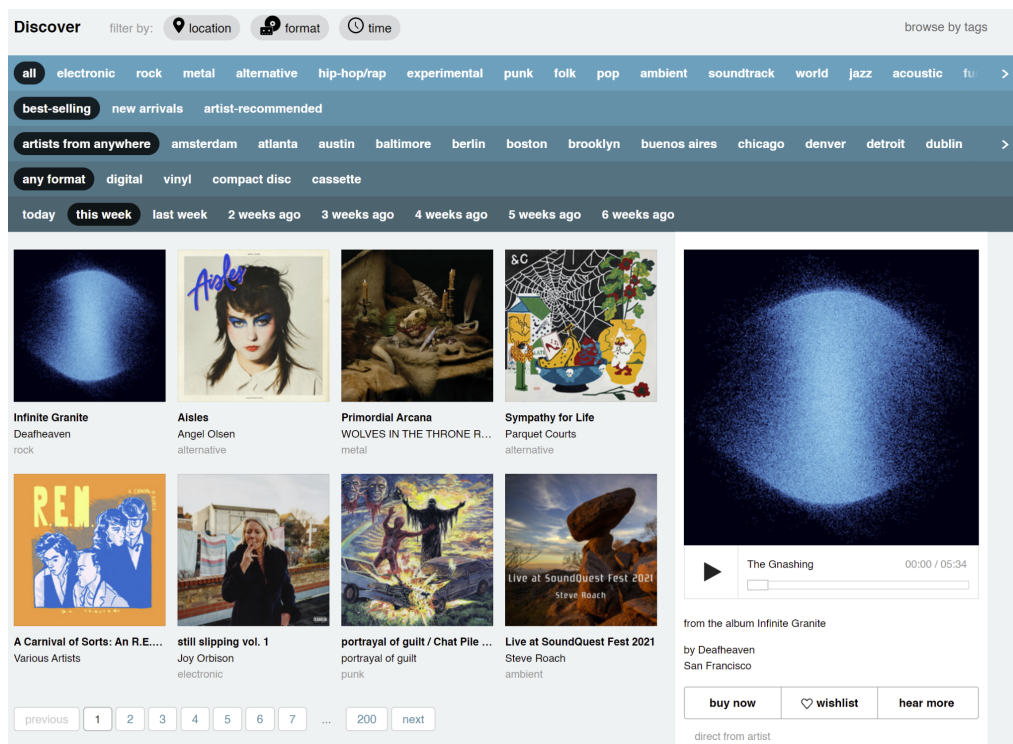 Discover filter by: location format time browse by tags
all electronic rock metal alternative hip-hop/rap experimental punk folk pop ambient soundtrack world jazz acoustic fu
best-selling new arrivals artist-recommended
artists from anywhere amsterdam atlanta austin baltimore berlin boston brooklyn buenos aires chicago denver detroit dublin
any format digital vinyl compact disc cassette
today this week last week 2 weeks ago 3 weeks ago 4 weeks ago 5 weeks ago 6 weeks ago
Aisles
&C
Infinite Granite
Deafheaven
rock
Aisles
Angel Olsen
alternative
Primordial Arcana
WOLVES IN THE THRONE R...
metal
Sympathy for Life
Parquet Courts
alternative
R.E.M.
Live at SoundQuest Fest 2021
Steve Roach
A Carnival of Sorts: An R.E....
Various Artists
still slipping vol. 1
Joy Orbison
electronic
portrayal of guilt / Chat Pile ...
portrayal of guilt
punk
Live at SoundQuest Fest 2021
Steve Roach
ambient
previous 1 2 3 4 5 6 7 ... 200 next
The Gnashing 00:00 / 05:34
from the album Infinite Granite
by Deafheaven
San Francisco
buy now wishlist hear more
direct from artist